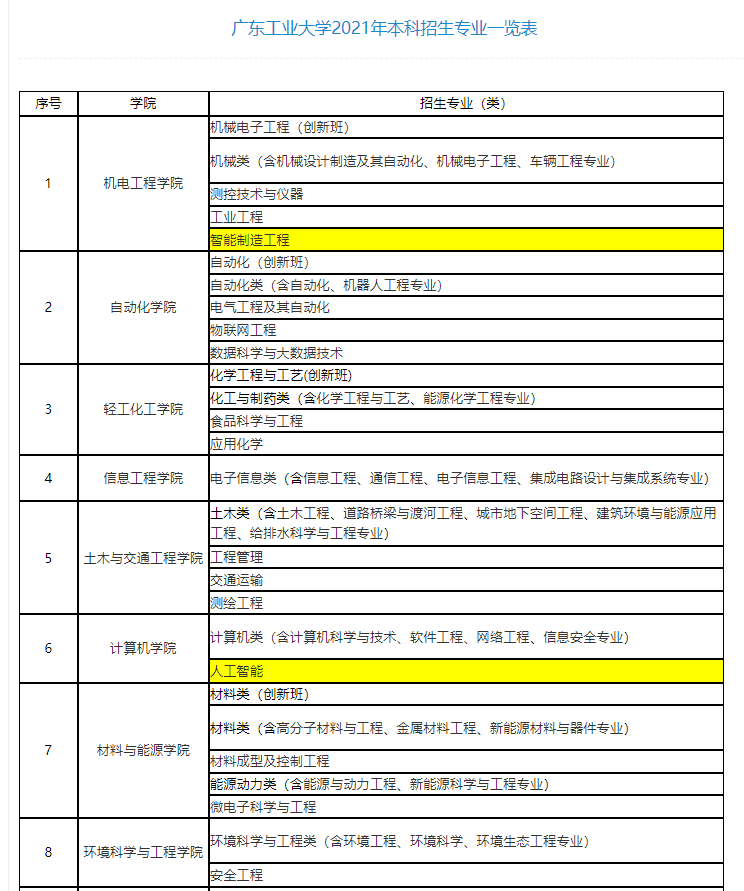 广东工业大学2021年本科招生专业一览表
序号 学院 招生专业（类）
1 机电工程学院
机械电子工程（创新班）
机械类（含机械设计制造及其自动化、机械电子工程、车辆工程专业）
测控技术与仪器
工业工程
智能制造工程
2 自动化学院
自动化（创新班）
自动化类（含自动化、机器人工程专业）
电气工程及其自动化
物联网工程
数据科学与大数据技术
3 轻工化工学院
化学工程与工艺(创新班)
化工与制药类（含化学工程与工艺、能源化学工程专业）
食品科学与工程
应用化学
4 信息工程学院
电子信息类（含信息工程、通信工程、电子信息工程、集成电路设计与集成系统专业）
5 土木与交通工程学院
土木类（含土木工程、道路桥梁与渡河工程、城市地下空间工程、建筑环境与能源应用
工程、给排水科学与工程专业）
工程管理
交通运输
测绘工程
6 计算机学院
计算机类（含计算机科学与技术、软件工程、网络工程、信息安全专业）
人工智能
7 材料与能源学院
材料类（创新班）
材料类（含高分子材料与工程、金属材料工程、新能源材料与器件专业）
材料成型及控制工程
能源动力类（含能源与动力工程、新能源科学与工程专业）
微电子科学与工程
8 环境科学与工程学院
环境科学与工程类（含环境工程、环境科学、环境生态工程专业）
安全工程